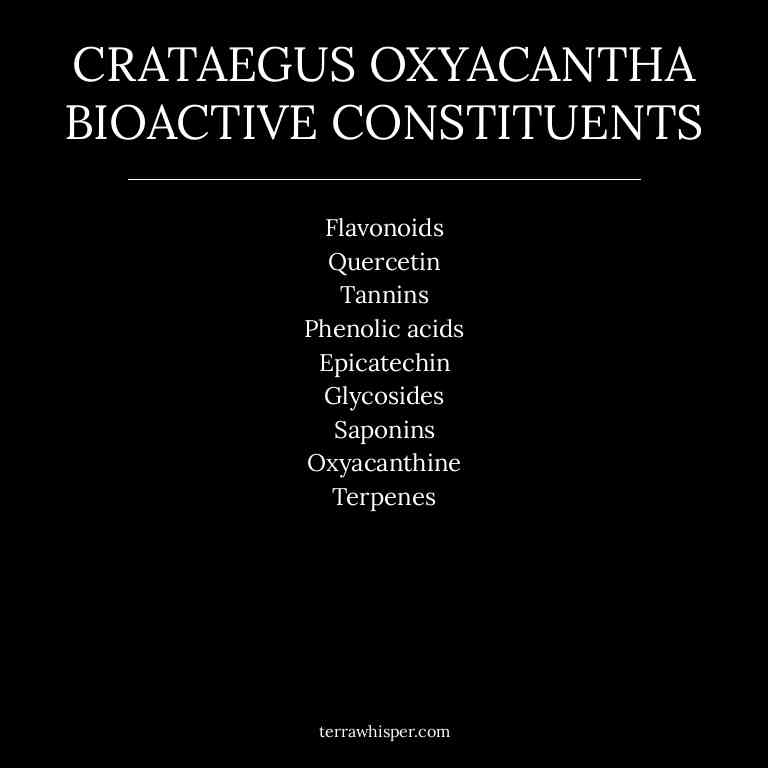 CRATAEGUS OXYACANTHA
BIOACTIVE CONSTITUENTS
Flavonoids
Quercetin
Tannins
Phenolic acids
Epicatechin
Glycosides
Saponins
Oxyacanthine
Terpenes
terrawhisper.com